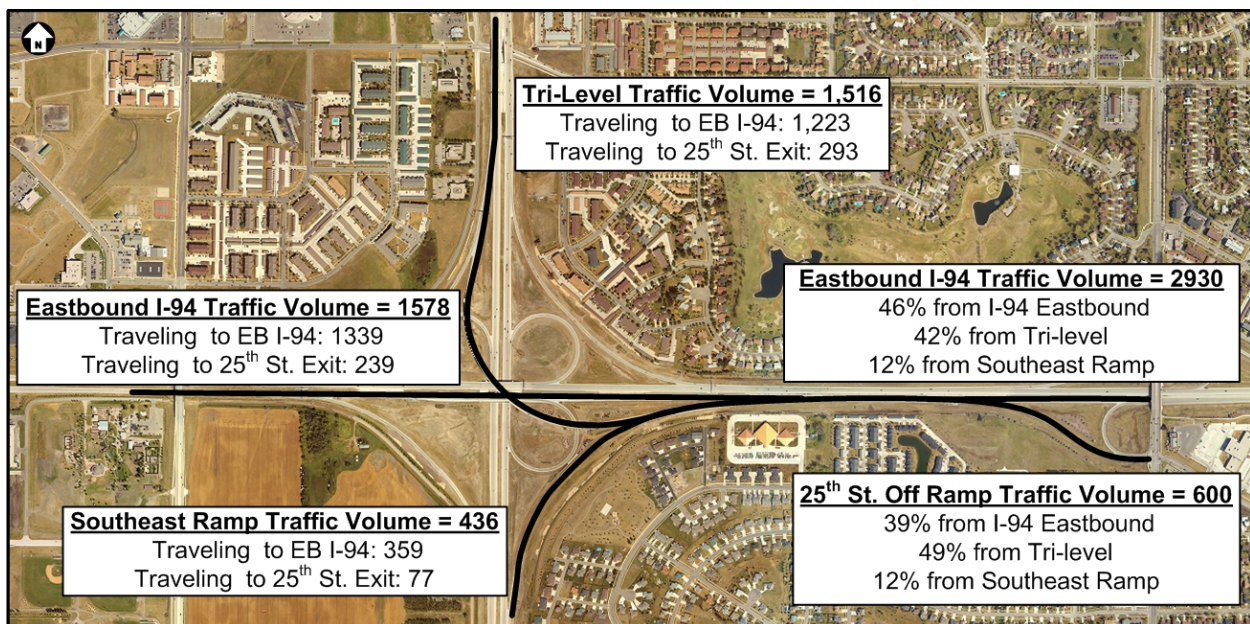 N
Tri-Level Traffic Volume = 1,516
Traveling to EB I-94: 1,223
Traveling to 25th St. Exit: 293
Eastbound I-94 Traffic Volume = 1578
Traveling to EB I-94: 1339
Traveling to 25th St. Exit: 239
Eastbound I-94 Traffic Volume = 2930
46% from I-94 Eastbound
42% from Tri-level
12% from Southeast Ramp
Southeast Ramp Traffic Volume = 436
Traveling to EB I-94: 359
Traveling to 25th St. Exit: 77
25th St. Off Ramp Traffic Volume = 600
39% from I-94 Eastbound
49% from Tri-level
12% from Southeast Ramp